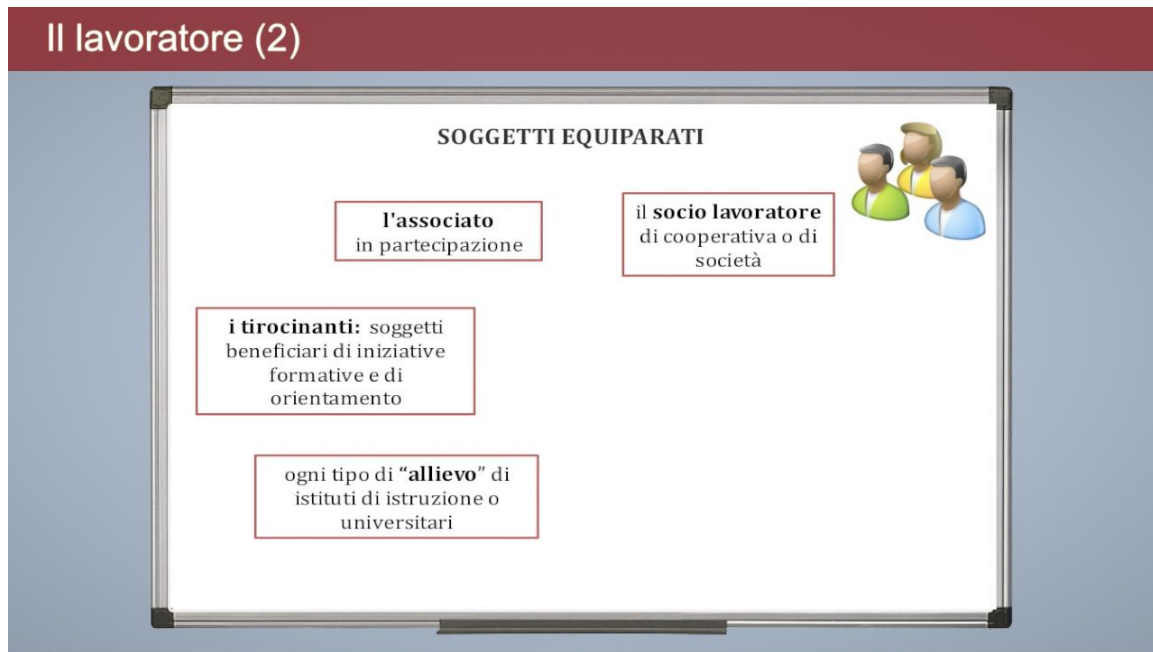 Il lavoratore (2)
SOGGETTI EQUIPARATI
l'associato
in partecipazione
il socio lavoratore
di cooperativa o di
società
i tirocinanti: soggetti
beneficiari di iniziative
formative e di
orientamento
ogni tipo di “allievo” di
istituti di istruzione o
universitari